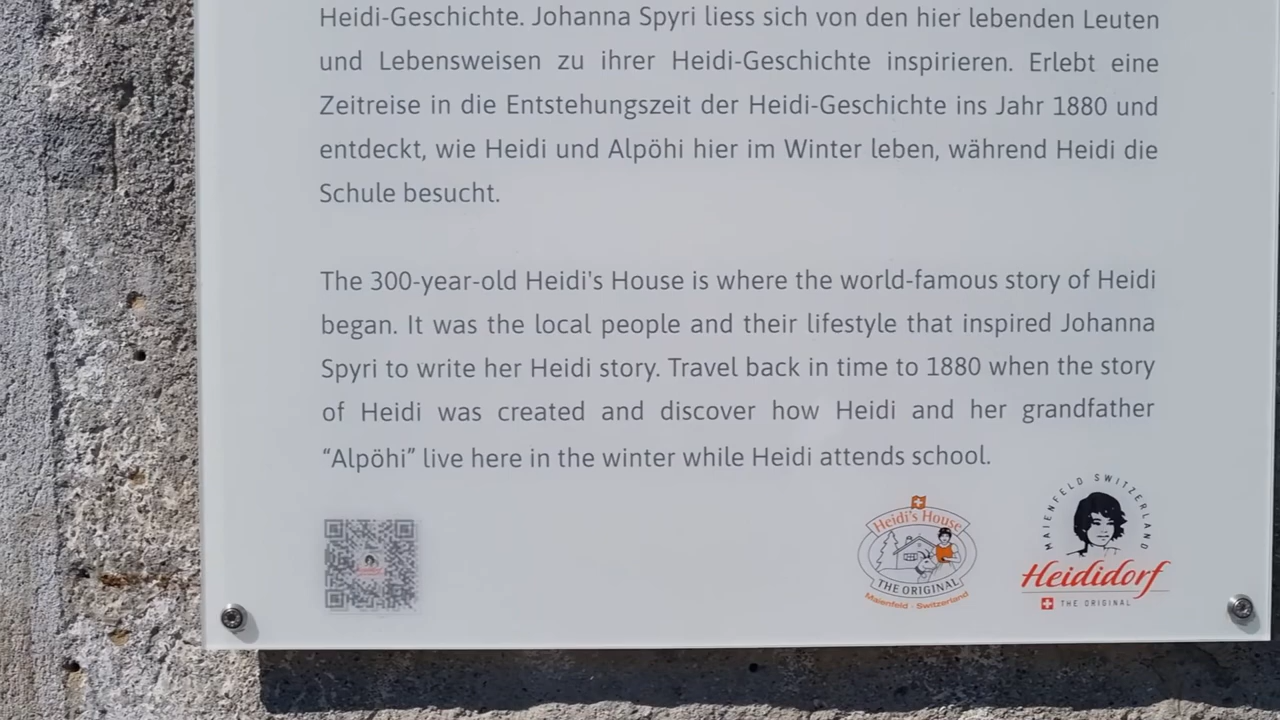 Heidi-Geschichte. Johanna Spyri liess sich von den hier lebenden Leuten
und Lebensweisen zu ihrer Heidi-Geschichte inspirieren. Erlebt eine
Zeitreise in die Entstehungszeit der Heidi-Geschichte ins Jahr 1880 und
entdeckt, wie Heidi und Alpöhi hier im Winter leben, während Heidi die
Schule besucht.
The 300-year-old Heidi's House is where the world-famous story of Heidi
began. It was the local people and their lifestyle that inspired Johanna
Spyri to write her Heidi story. Travel back in time to 1880 when the story
of Heidi was created and discover how Heidi and her grandfather
“Alpöhi” live here in the winter while Heidi attends school.
Heidi's House
THE ORIGINAL
Maienfeld - Switzerland
MAIENFELD SWITZERLAND
Heididorf
THE ORIGINAL